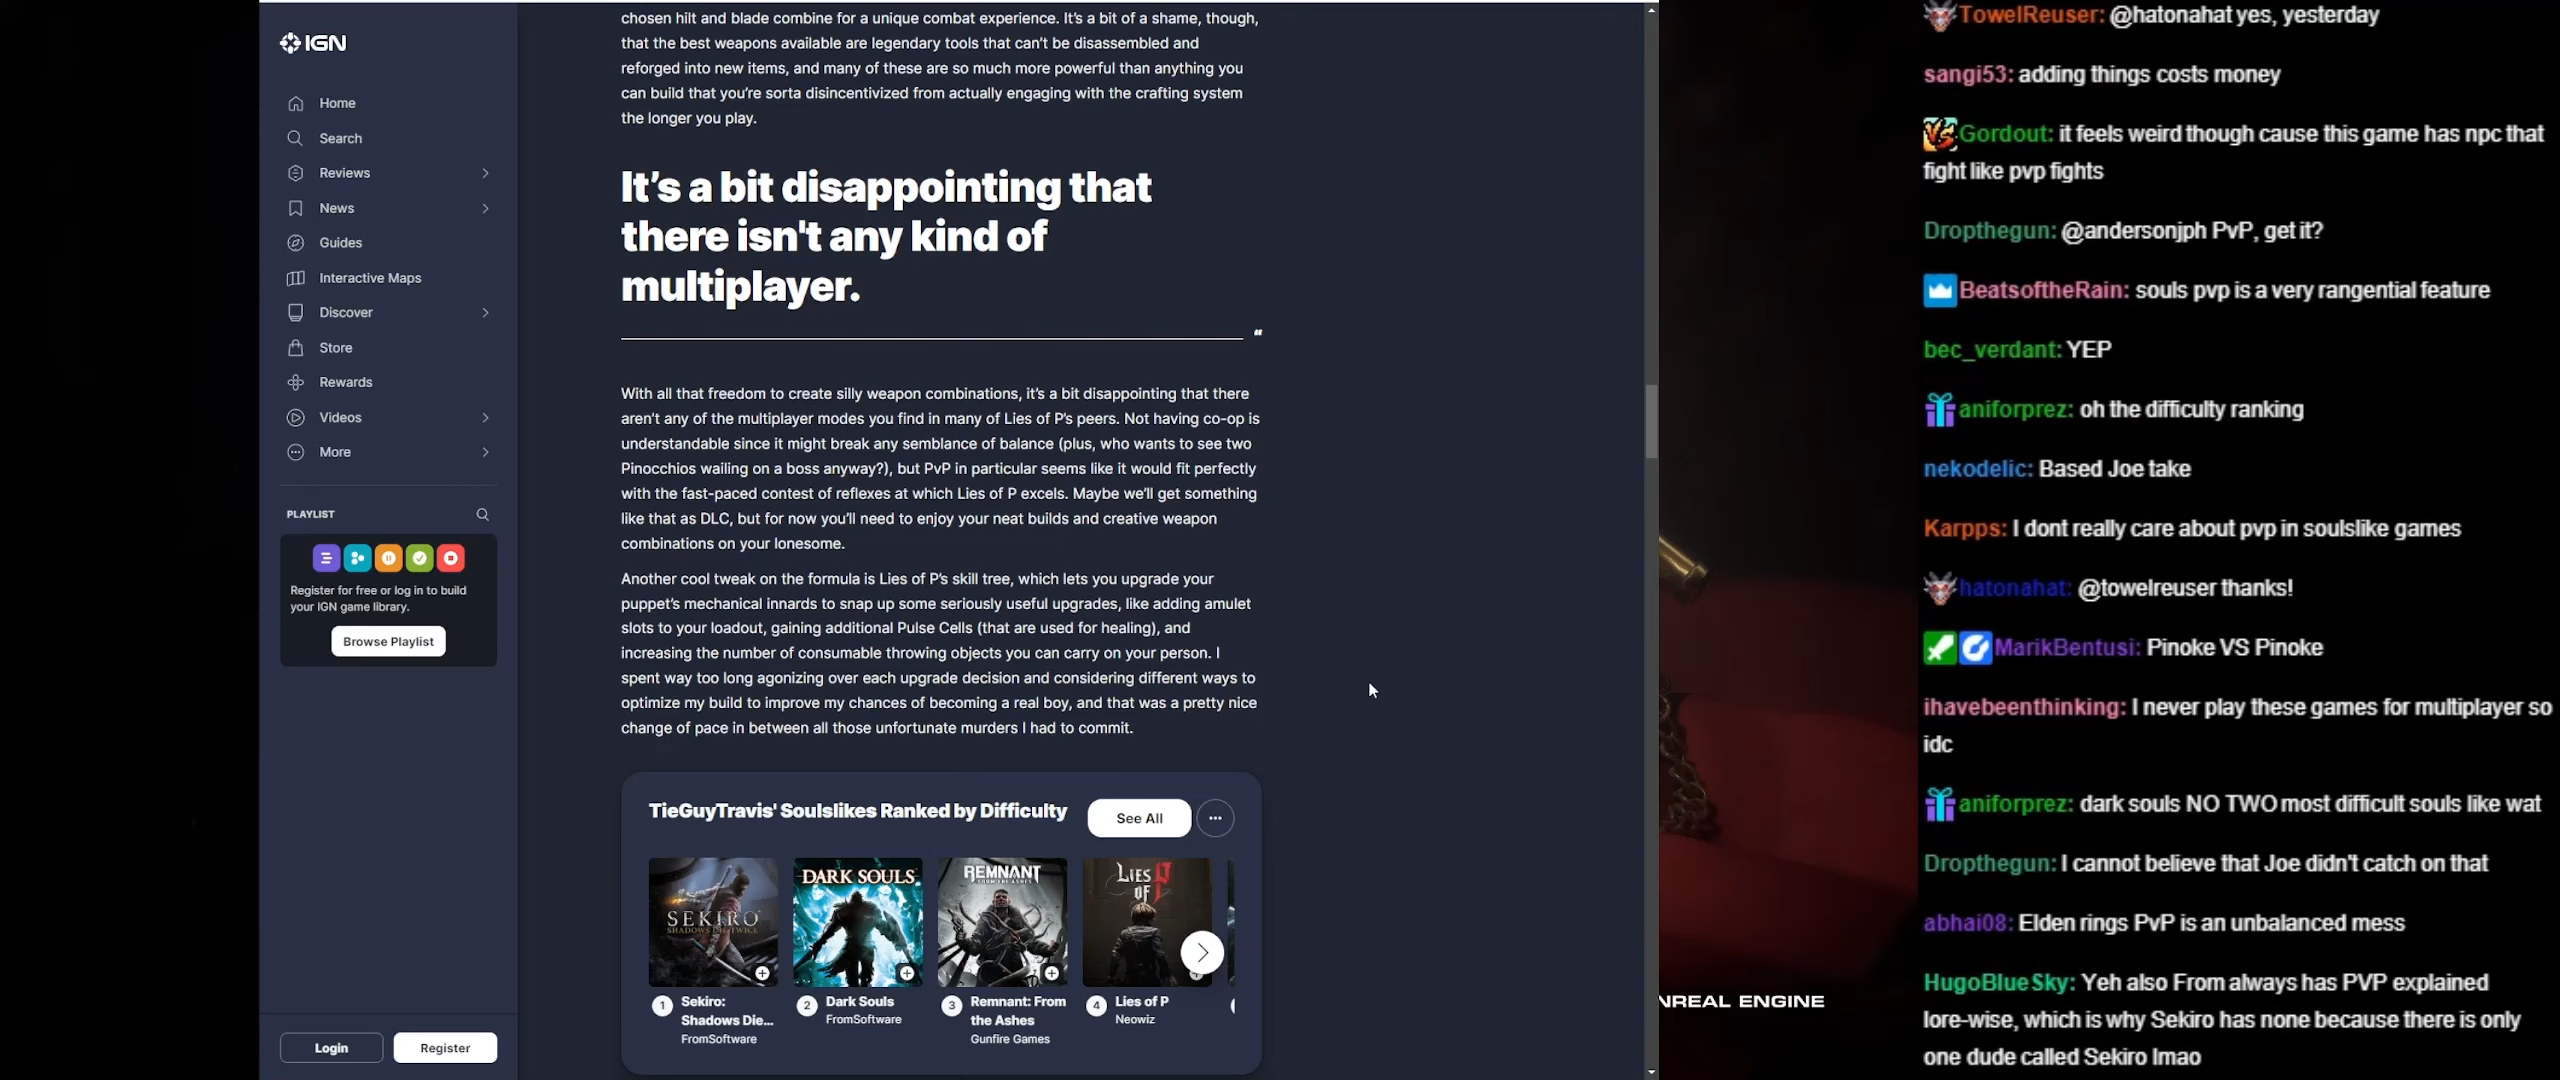 IGN
Home
Search
Reviews
News
Guides
Interactive Maps
Discover
Store
Rewards
Videos
More
PLAYLIST
Register for free or log in to build
your IGN game library.
Browse Playlist
Login
Register
chosen hilt and blade combine for a unique combat experience. It's a bit of a shame, though,
that the best weapons available are legendary tools that can't be disassembled and
reforged into new items, and many of these are so much more powerful than anything you
can build that you're sorta disincentivized from actually engaging with the crafting system
the longer you play.
It's a bit disappointing that
there isn't any kind of
multiplayer.
“
With all that freedom to create silly weapon combinations, it's a bit disappointing that there
aren't any of the multiplayer modes you find in many of Lies of P's peers. Not having co-op is
understandable since it might break any semblance of balance (plus, who wants to see two
Pinocchios wailing on a boss anyway?), but PvP in particular seems like it would fit perfectly
with the fast-paced contest of reflexes at which Lies of P excels. Maybe we'll get something
like that as DLC, but for now you'll need to enjoy your neat builds and creative weapon
combinations on your lonesome.
Another cool tweak on the formula is Lies of P's skill tree, which lets you upgrade your
puppet's mechanical innards to snap up some seriously useful upgrades, like adding amulet
slots to your loadout, gaining additional Pulse Cells (that are used for healing), and
increasing the number of consumable throwing objects you can carry on your person. I
spent way too long agonizing over each upgrade decision and considering different ways to
optimize my build to improve my chances of becoming a real boy, and that was a pretty nice
change of pace in between all those unfortunate murders I had to commit.
TieGuyTravis' Soulslikes Ranked by Difficulty
See All
SEKIRO
SHADOWS DIE TWICE
DARK SOULS
REMNANT
FROM THE ASHES
LIES OF P
1 Sekiro:
Shadows Die...
FromSoftware
2 Dark Souls
FromSoftware
3 Remnant: From
the Ashes
Gunfire Games
4 Lies of P
Neowiz
NREAL ENGINE
TowelReuser: @hatonahat yes, yesterday
sangi53: adding things costs money
Gordout: it feels weird though cause this game has npc that
fight like pvp fights
Dropthegun: @andersonjph PvP, get it?
BeatsoftheRain: souls pvp is a very rangential feature
bec_verdant: YEP
aniforprez: oh the difficulty ranking
nekodelic: Based Joe take
Karpps: I dont really care about pvp in soulslike games
hatonahat: @towelreuser thanks!
MarikBentusi: Pinoke VS Pinoke
ihavebeenthinking: I never play these games for multiplayer so
idc
aniforprez: dark souls NO TWO most difficult souls like wat
Dropthegun: I cannot believe that Joe didn't catch on that
abhai08: Elden rings PvP is an unbalanced mess
HugoBlueSky: Yeh also From always has PVP explained
lore-wise, which is why Sekiro has none because there is only
one dude called Sekiro lmao